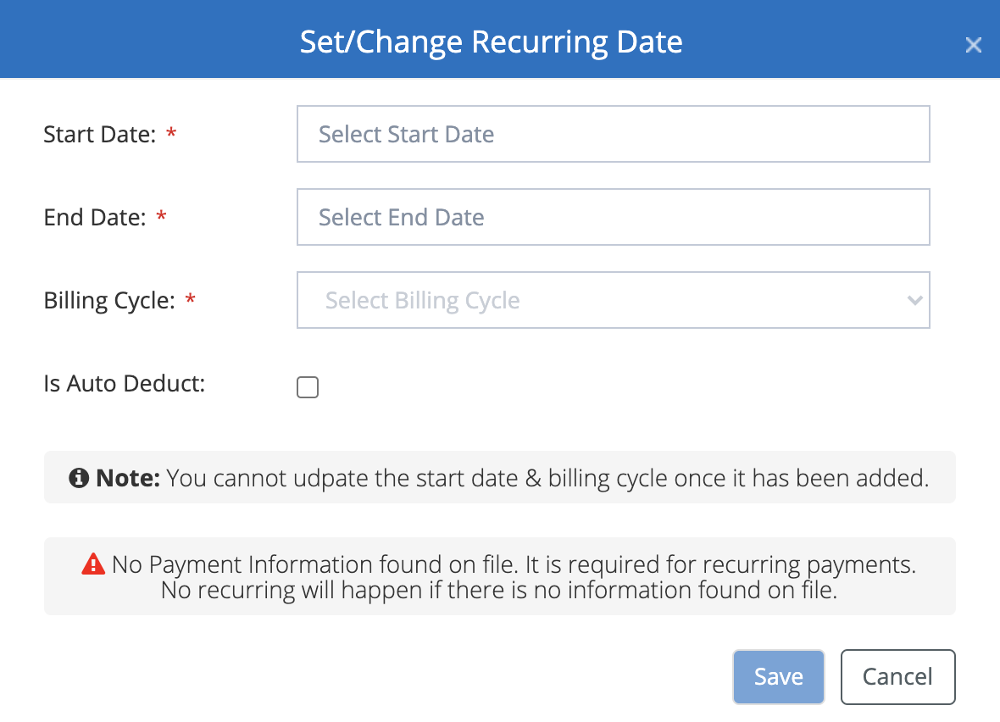 Set/Change Recurring Date
×
Start Date: *
Select Start Date
End Date: *
Select End Date
Billing Cycle: *
Select Billing Cycle
Is Auto Deduct:
Note: You cannot udpate the start date & billing cycle once it has been added.
No Payment Information found on file. It is required for recurring payments.
No recurring will happen if there is no information found on file.
Save
Cancel